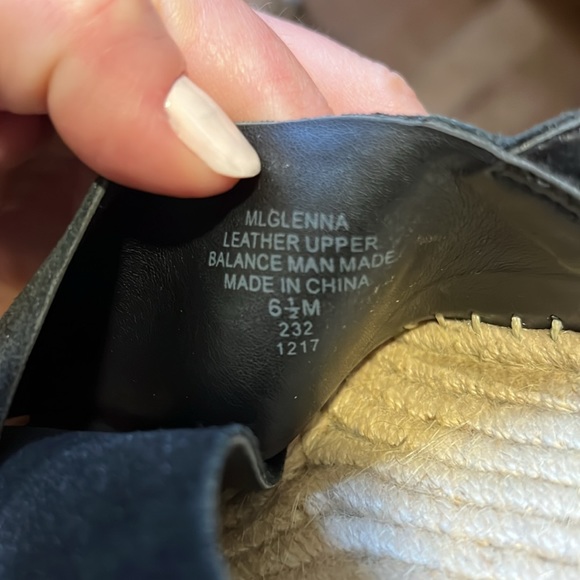 MLGLENNA
LEATHER UPPER
BALANCE MAN MADE
MADE IN CHINA
6½M
232
1217